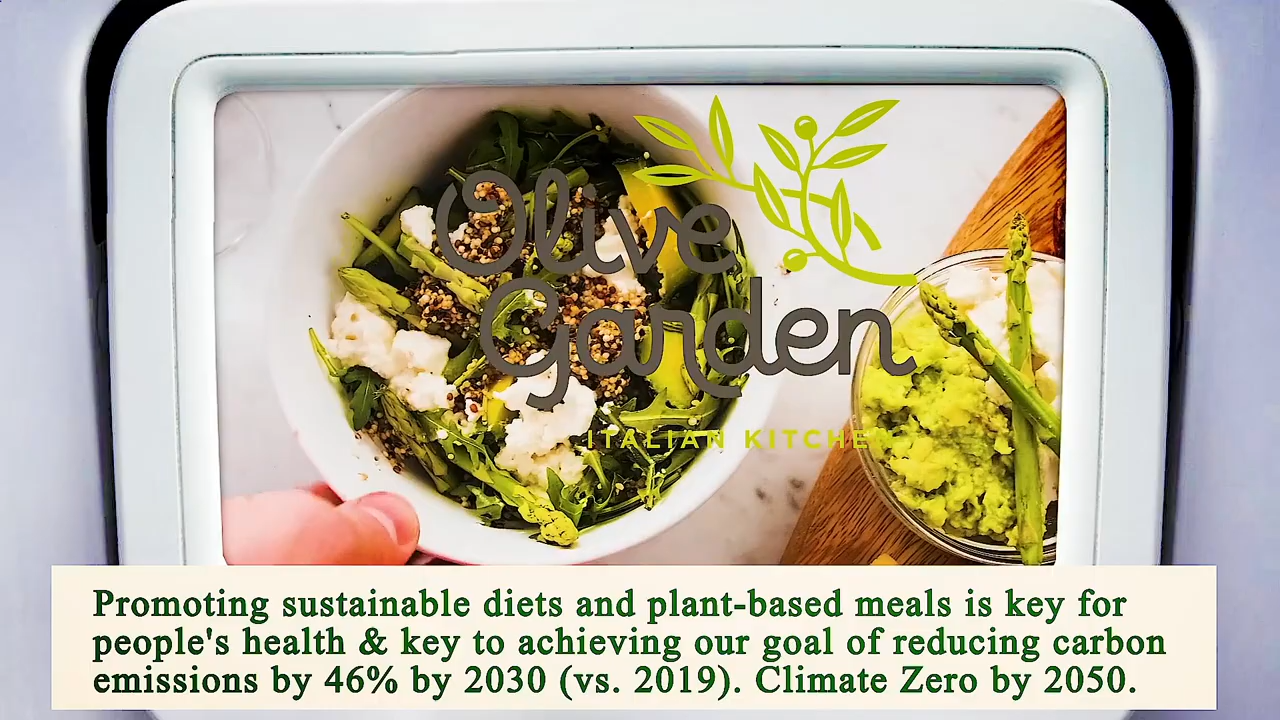 Olive
Garden
ITALIAN KITCHEN
Promoting sustainable diets and plant-based meals is key for
people's health & key to achieving our goal of reducing carbon
emissions by 46% by 2030 (vs. 2019). Climate Zero by 2050.